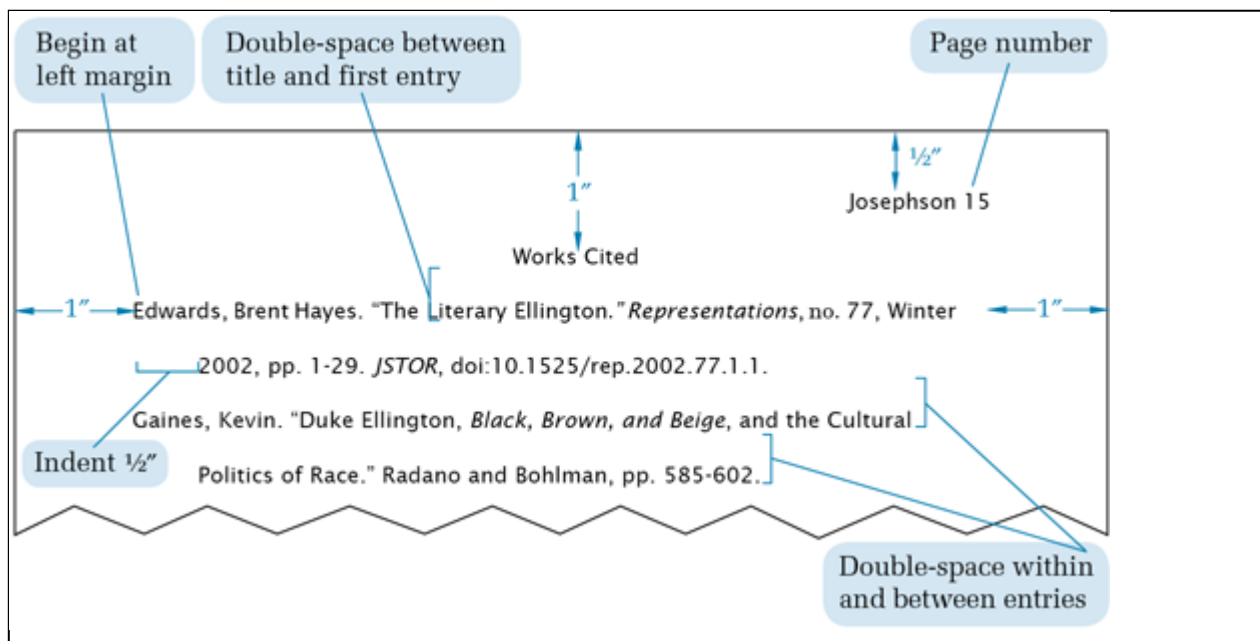 Begin at
left margin
Double-space between
title and first entry
Page number
½″
1″
Josephson 15
Works Cited
1″
Edwards, Brent Hayes. “The Literary Ellington.” Representations, no. 77, Winter
1″
2002, pp. 1-29. JSTOR, doi:10.1525/rep.2002.77.1.1.
Gaines, Kevin. “Duke Ellington, Black, Brown, and Beige, and the Cultural
Indent ½″
Politics of Race.” Radano and Bohlman, pp. 585-602.
Double-space within
and between entries